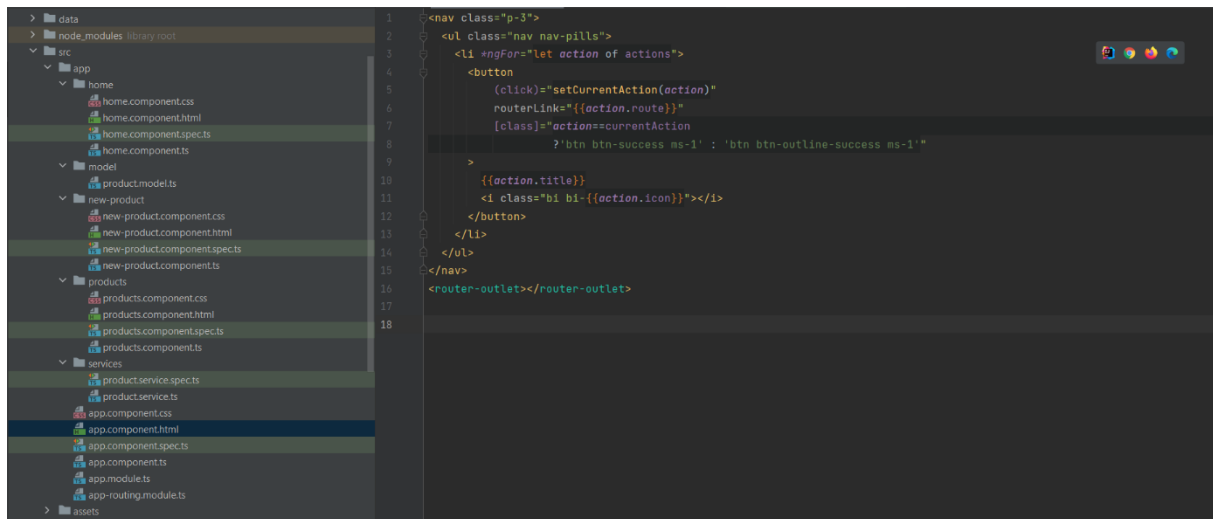 data
node_modules library root
src
app
home
home.component.css
home.component.html
home.component.spec.ts
home.component.ts
model
product.model.ts
new-product
new-product.component.css
new-product.component.html
new-product.component.spec.ts
new-product.component.ts
products
products.component.css
products.component.html
products.component.spec.ts
products.component.ts
services
product.service.spec.ts
product.service.ts
app.component.css
app.component.html
app.component.spec.ts
app.component.ts
app.module.ts
app-routing.module.ts
assets
1 <nav class="p-3">
2 <ul class="nav nav-pills">
3 <li *ngFor="let action of actions">
4 <button
5 (click)="setCurrentAction(action)"
6 routerLink="{{action.route}}"
7 [class]="action==currentAction
8 ?'btn btn-success ms-1' : 'btn btn-outline-success ms-1'"
9 >
10 {{action.title}}
11 <i class="bi bi-{{action.icon}}"></i>
12 </button>
13 </li>
14 </ul>
15 </nav>
16 <router-outlet></router-outlet>
17
18